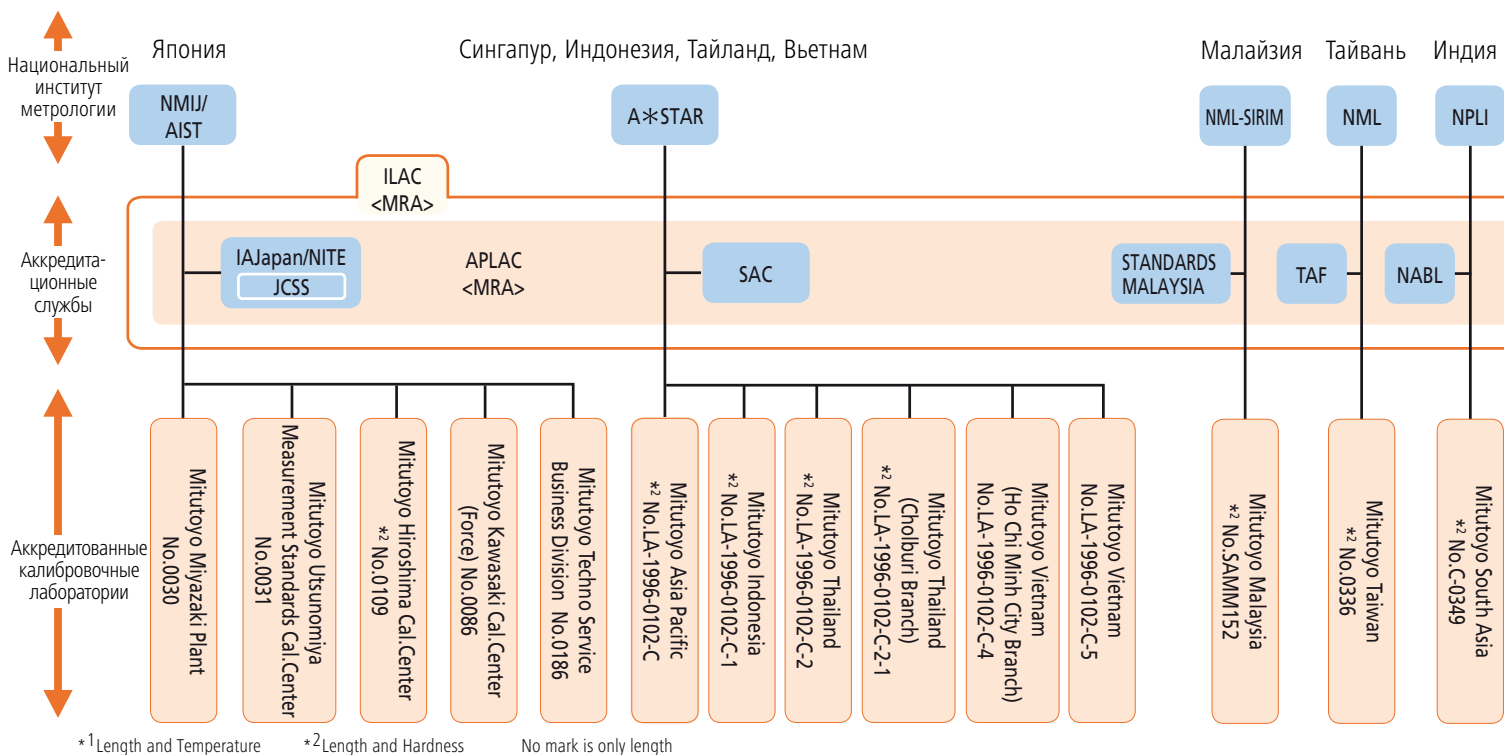 Япония
Сингапур, Индонезия, Тайланд, Вьетнам
Малайзия
Тайвань
Индия
Национальный
институт
метрологии
NMIJ/
AIST
A✳STAR
NML-SIRIM
NML
NPLI
ILAC
<MRA>
Аккредита-
ционные
службы
IAJapan/NITE
JCSS
APLAC
<MRA>
SAC
STANDARDS
MALAYSIA
TAF
NABL
Аккредитованные
калибровочные
лаборатории
Mitutoyo Miyazaki Plant
No.0030
Mitutoyo Utsunomiya
Measurement Standards Cal.Center
No.0031
Mitutoyo Hiroshima Cal.Center
*2 No.0109
Mitutoyo Kawasaki Cal.Center
(Force) No.0086
Mitutoyo Techno Service
Business Division No.0186
Mitutoyo Asia Pacific
*2 No.LA-1996-0102-C
Mitutoyo Indonesia
*2 No.LA-1996-0102-C-1
Mitutoyo Thailand
*2 No.LA-1996-0102-C-2
Mitutoyo Thailand
(Cholburi Branch)
*2 No.LA-1996-0102-C-2-1
Mitutoyo Vietnam
(Ho Chi Minh City Branch)
No.LA-1996-0102-C-4
Mitutoyo Vietnam
No.LA-1996-0102-C-5
Mitutoyo Malaysia
*2 No.SAMM152
Mitutoyo Taiwan
*2 No.0336
Mitutoyo South Asia
*2 No.C-0349
*1Length and Temperature *2Length and Hardness No mark is only length